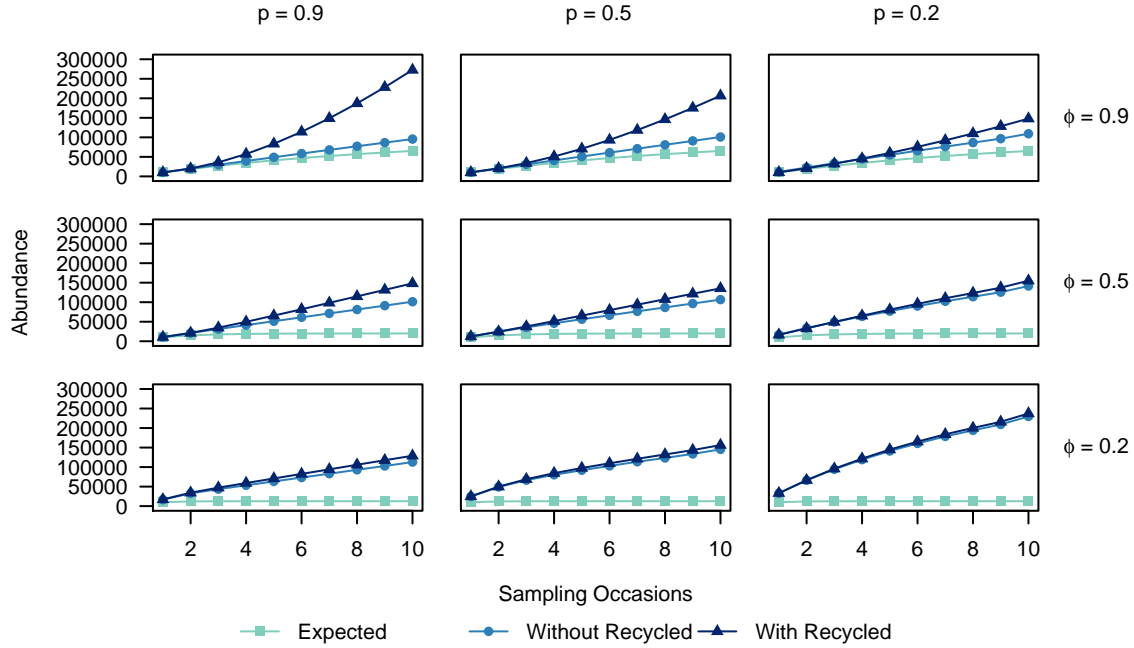 p = 0.9 p = 0.5 p = 0.2
300000
250000
200000
150000
100000
50000
0
ϕ = 0.9
300000
250000
200000
150000
100000
50000
0
ϕ = 0.5
Abundance
300000
250000
200000
150000
100000
50000
0
ϕ = 0.2
2 4 6 8 10 2 4 6 8 10 2 4 6 8 10
Sampling Occasions
Expected Without Recycled With Recycled